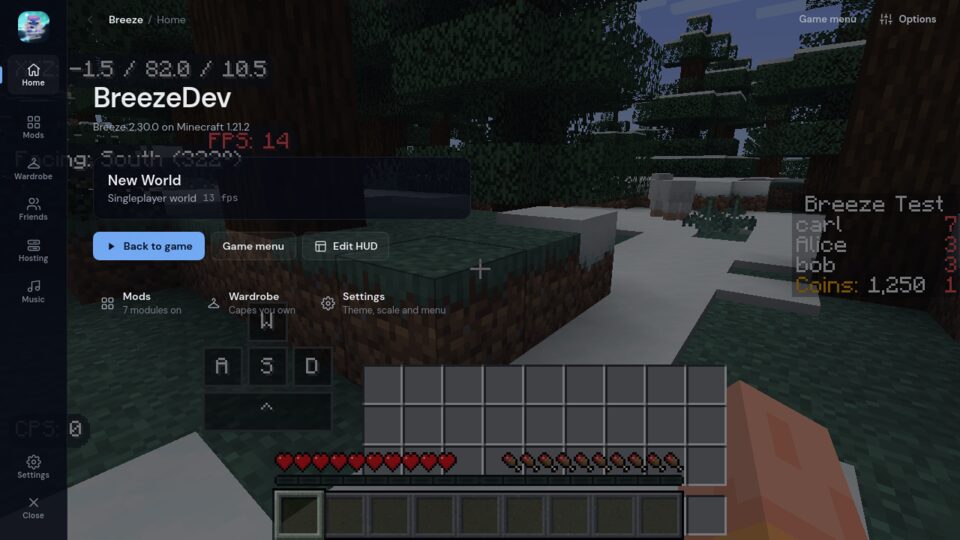 Breeze / Home
Game menu
Options
XYZ: -1.5 / 82.0 / 10.5
Home
BreezeDev
Breeze 2.30.0 on Minecraft 1.21.2
FPS: 14
Mods
Facing: South (322°)
Wardrobe
New World
Singleplayer world 13 fps
Friends
Breeze Test
carl 7
Alice 3
bob 3
Coins: 1,250 1
Hosting
Back to game
Game menu
Edit HUD
Music
Mods
7 modules on
Wardrobe
Capes you own
Settings
Theme, scale and menu
W
A S D
^
CPS: 0
Settings
Close